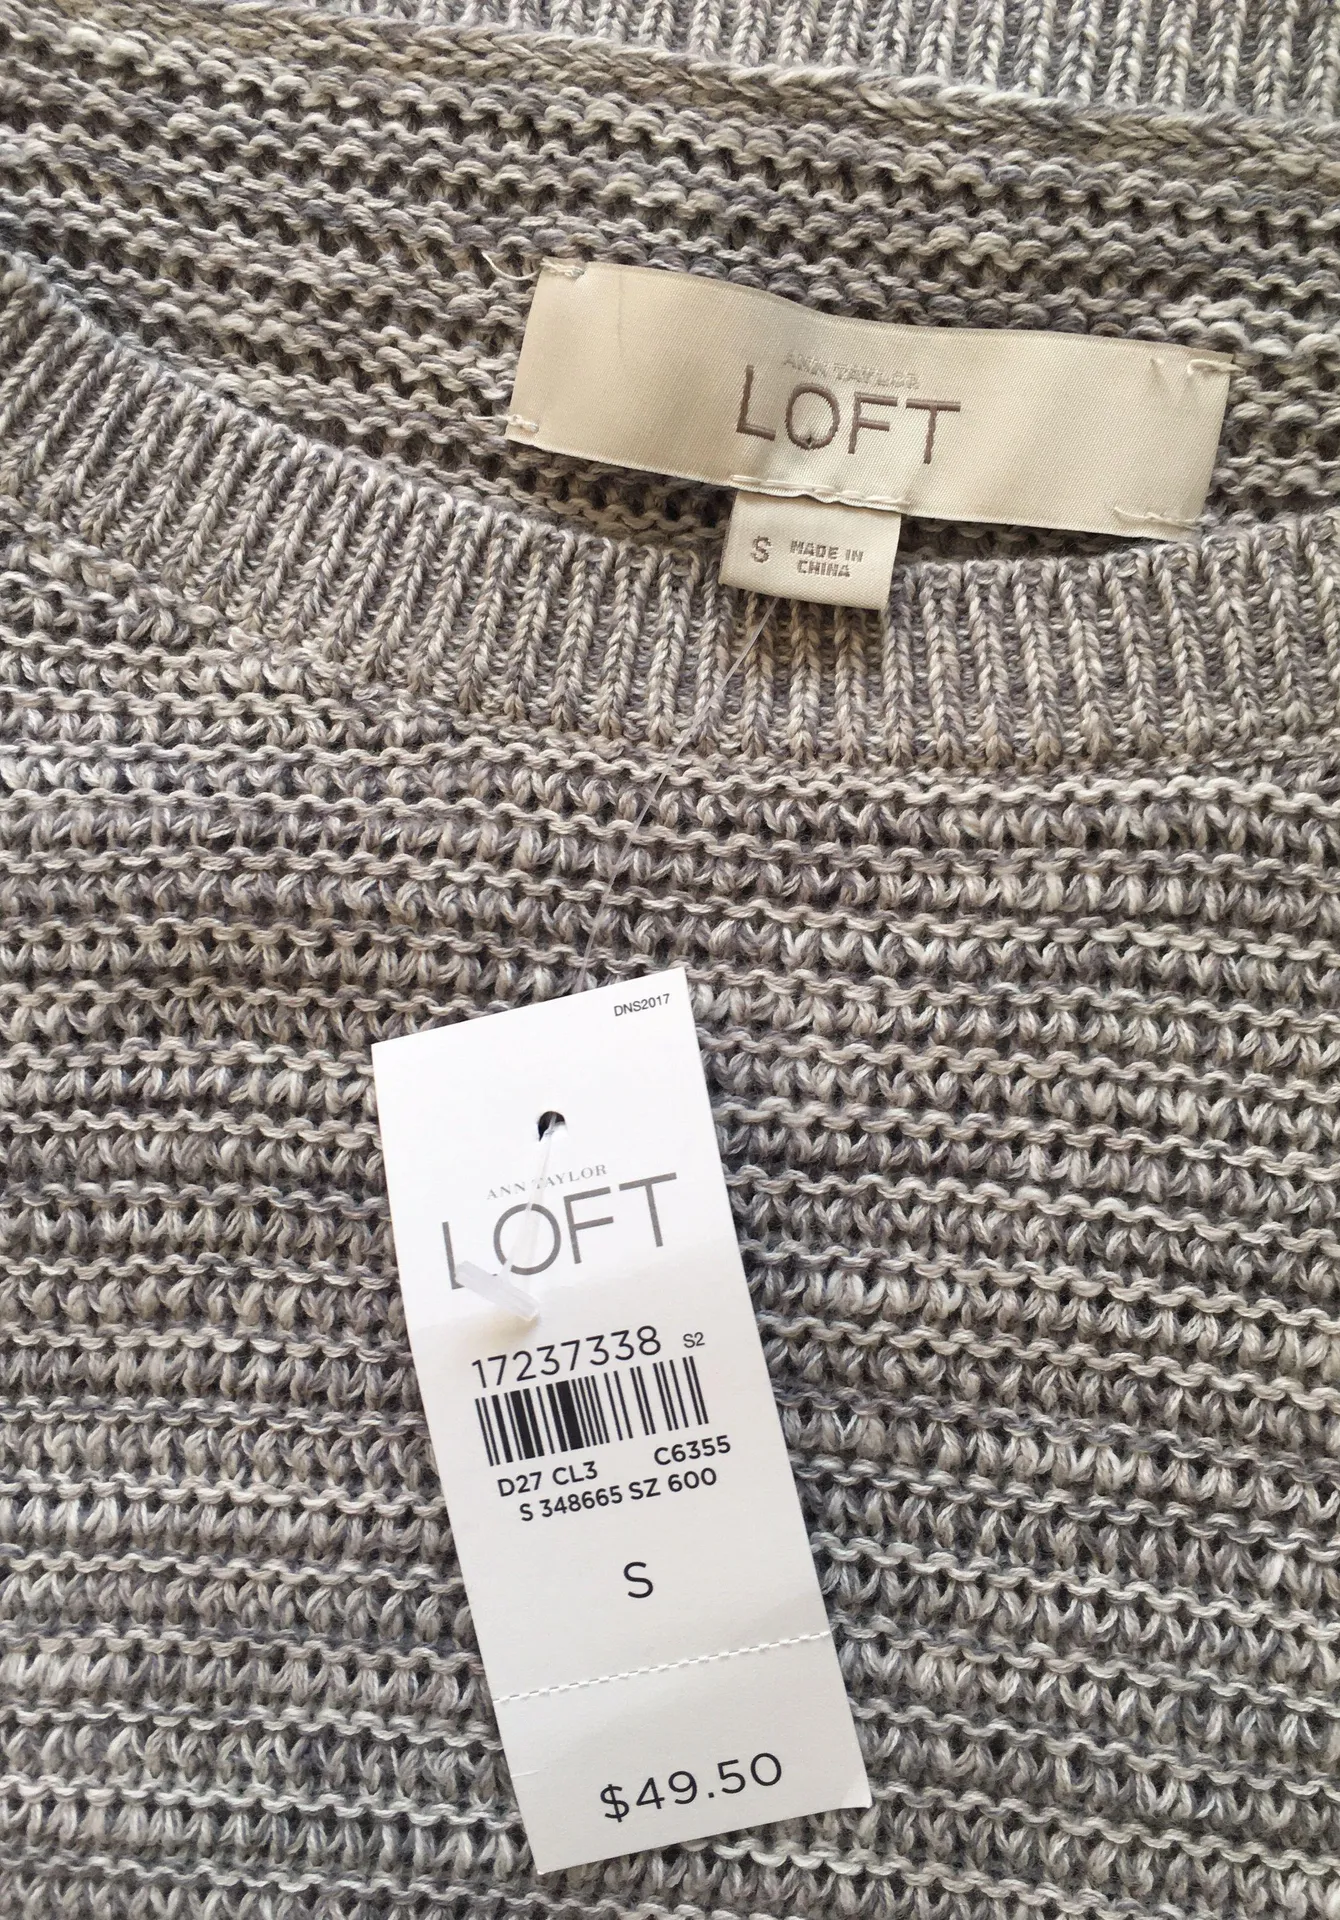 ANN TAYLOR
LOFT
S MADE IN
CHINA
DNS2017
ANN TAYLOR
LOFT
17237338 S2
D27 CL3 C6355
S 348665 SZ 600
S
$49.50